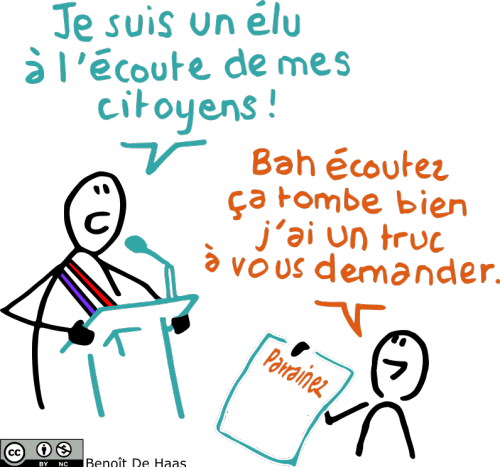 Je suis un élu
à l'écoute de mes
citoyens !
Bah écoutez
ça tombe bien
j'ai un truc
à vous demander.
Parrainez
cc
BY NC
Benoît De Haas